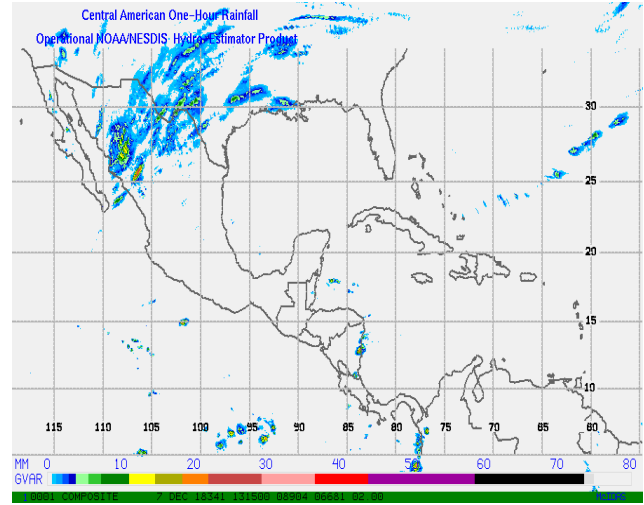 Central American One-Hour Rainfall
Operational NOAA/NESDIS Hydro-Estimator Product
30
25
20
15
10
115 110 105 100 95 90 85 80 75 70 65 60
MM 0 10 20 30 40 50 60 70 80
GVAR
10001 COMPOSITE 7 DEC 18341 131500 08904 06681 02.00 McIDAS